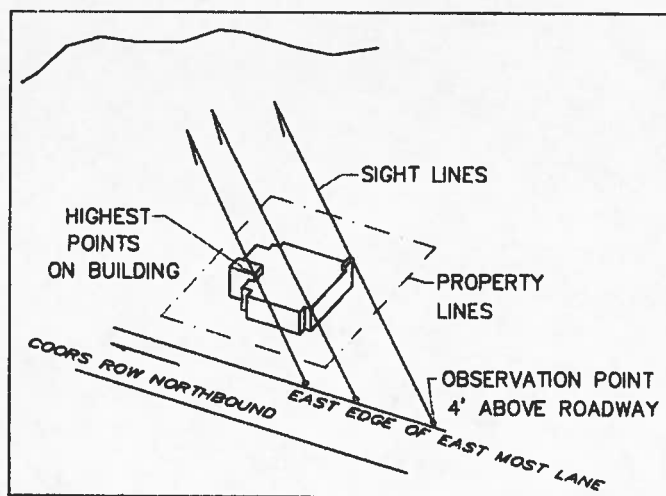 SIGHT LINES
HIGHEST
POINTS
ON BUILDING
PROPERTY
LINES
COORS ROW NORTHBOUND
EAST EDGE OF EAST MOST LANE
OBSERVATION POINT
4' ABOVE ROADWAY